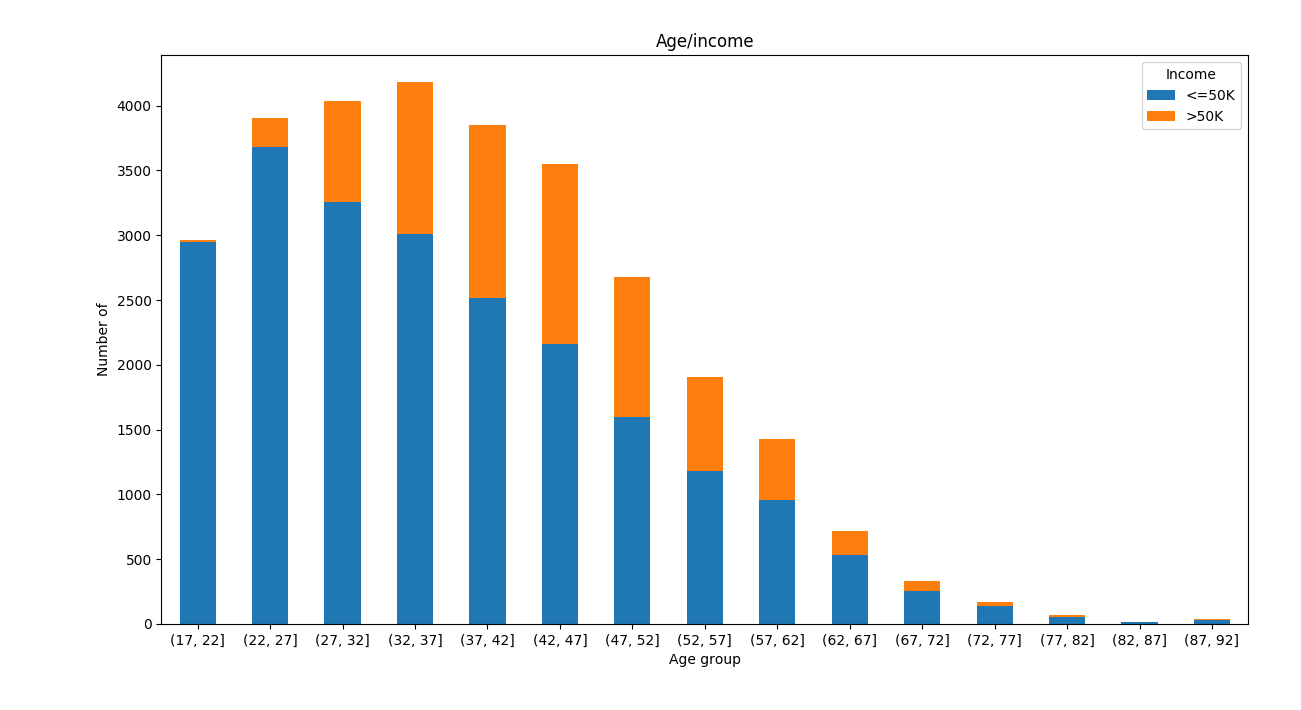 Age/income
Income
<=50K
>50K
4000
3500
3000
2500
2000
1500
1000
500
0
Number of
(17, 22] (22, 27] (27, 32] (32, 37] (37, 42] (42, 47] (47, 52] (52, 57] (57, 62] (62, 67] (67, 72] (72, 77] (77, 82] (82, 87] (87, 92]
Age group